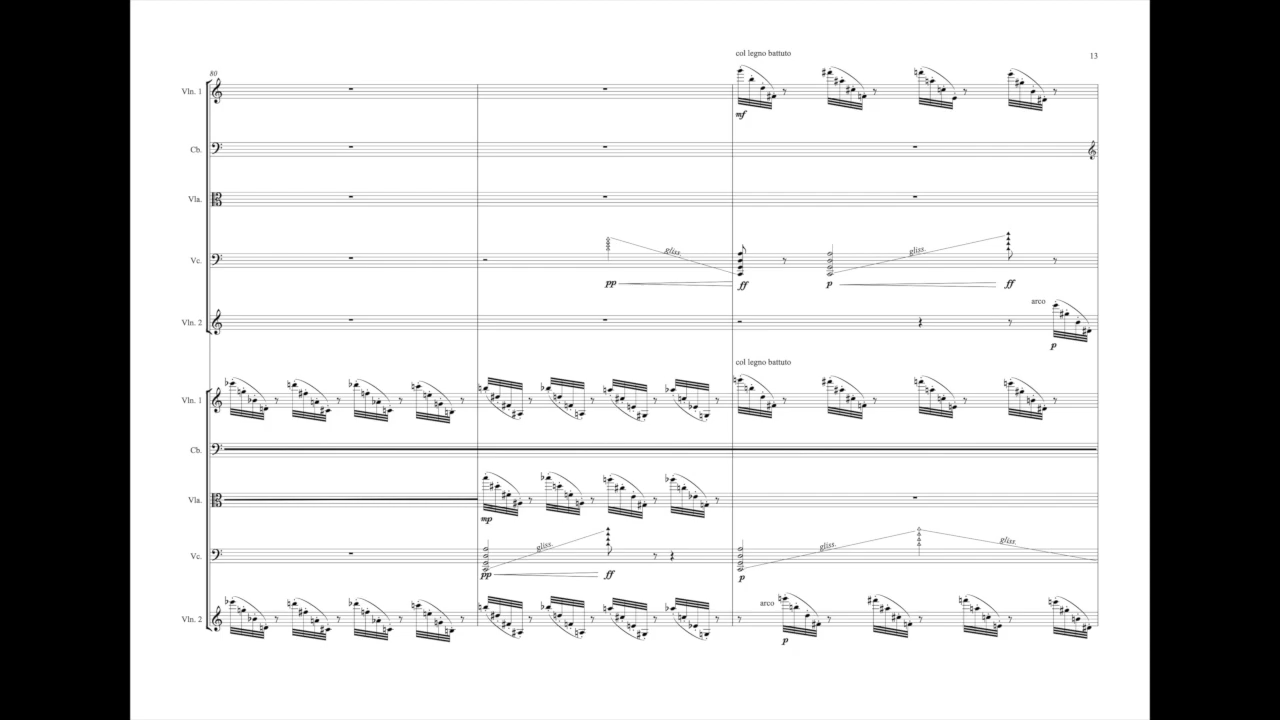 col legno battuto
13
80
Vln. 1
mf
Cb.
Vla.
gliss.
gliss.
Vc.
pp
ff
p
ff
arco
Vln. 2
p
col legno battuto
Vln. 1
Cb.
Vla.
mp
gliss.
gliss.
gliss.
Vc.
pp
ff
p
arco
Vln. 2
p